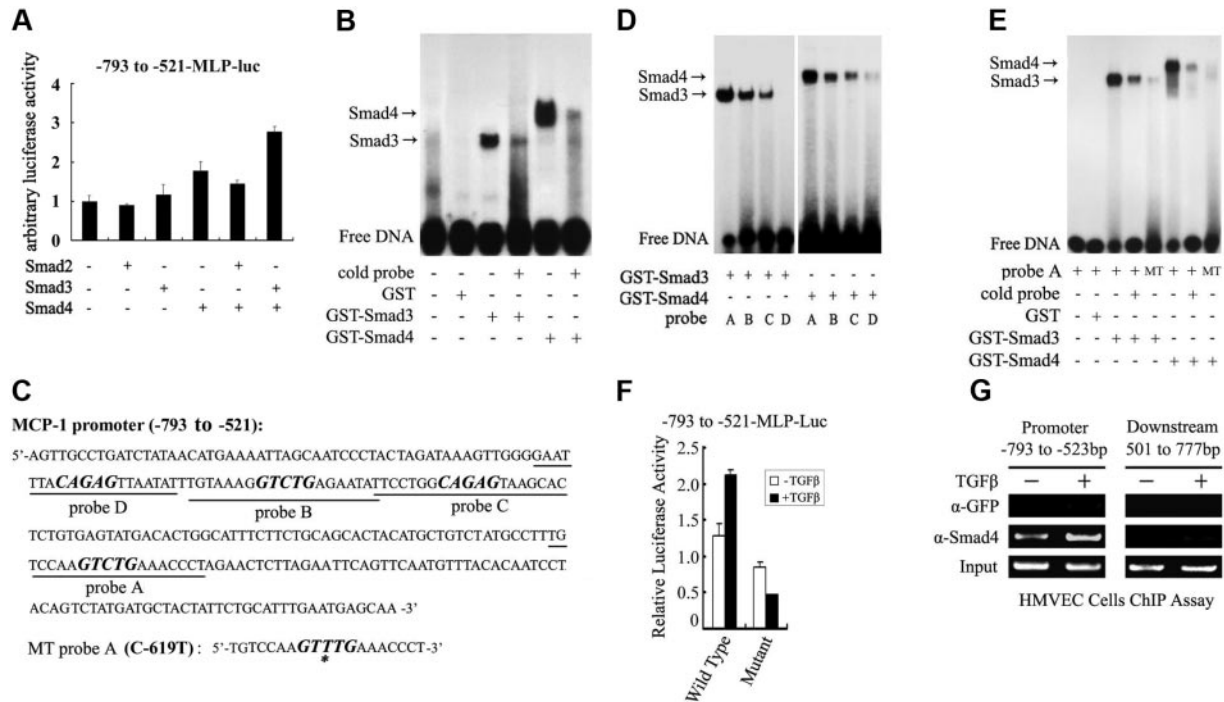 A
-793 to -521-MLP-luc
arbitrary luciferase activity
4
3
2
1
0
Smad2 - + - - + -
Smad3 - - + - - +
Smad4 - - - + + +
B
Smad4 →
Smad3 →
Free DNA
cold probe - - - + - +
GST - + - - - -
GST-Smad3 - - + + - -
GST-Smad4 - - - - + +
C
MCP-1 promoter (-793 to -521):
5'-AGTTGCCTGATCTATAACATGAAAATTAGCAATCCCTACTAGATAAAGTTGGGGAAT
TTACAGAGTTAATATTTGTAAAGGTCTGAGAATATTCCTGGCAGAGTAAGCAC
probe D probe B probe C
TCTGTGAGTATGACACTGGCATTTCTTCTGCAGCACTACATGCTGTCTATGCCTTTG
TCCAAGTCTGAAACCCTAGAACTCTTAGAATTCAGTTCAATGTTTACACAATCCT
probe A
ACAGTCTATGATGCTACTATTCTGCATTTGAATGAGCAA -3'
MT probe A (C-619T) : 5'-TGTCCAAGTTTGAAACCCT-3'
*
D
Smad4 →
Smad3 →
Free DNA
GST-Smad3 + + + +
GST-Smad4 + + + +
probe A B C D A B C D
E
Smad4 →
Smad3 →
Free DNA
probe A + + + + MT + + MT
cold probe - - - + - - + -
GST - + - - - - - -
GST-Smad3 - - + + + - - -
GST-Smad4 - - - - - + + +
F
-793 to -521-MLP-Luc
Relative Luciferase Activity
2.5
2.0
1.5
1.0
0.5
0
-TGFβ
+TGFβ
Wild Type
Mutant
G
Promoter
-793 to -523bp
Downstream
501 to 777bp
TGFβ - + - +
α-GFP
α-Smad4
Input
HMVEC Cells ChIP Assay